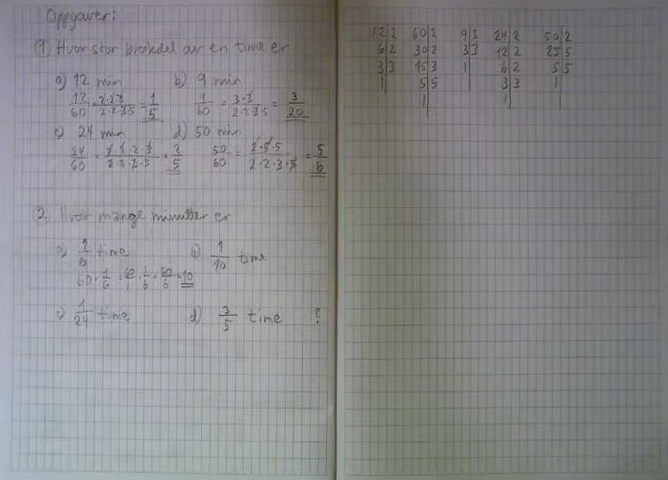 Oppgaver:
1. Hvor stor brøkdel av en time er
a) 12 min b) 9 min
12/60 = 2·2·3/2·2·3·5 = 1/5 9/60 = 3·3/2·2·3·5 = 3/20
c) 24 min d) 50 min
24/60 = 2·2·2·3/2·2·3·5 = 2/5 50/60 = 2·5·5/2·2·3·5 = 5/6
2. Hvor mange minutter er
a) 1/6 time b) 1/10 time
60 · 1/6 = 60/1 · 1/6 = 60/6 = 10
c) 1/24 time d) 3/5 time ?
12|2 60|2 9|3 24|2 50|2
6|2 30|2 3|3 12|2 25|5
3|3 15|3 1 6|2 5|5
1 5|5 3|3 1
1 1